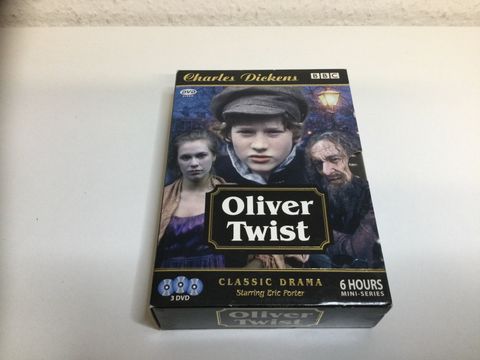 Charles Dickens
BBC
DVD
VIDEO
Oliver
Twist
CLASSIC DRAMA
Starring Eric Porter
3 DVD
6 HOURS
MINI-SERIES
Oliver Twist